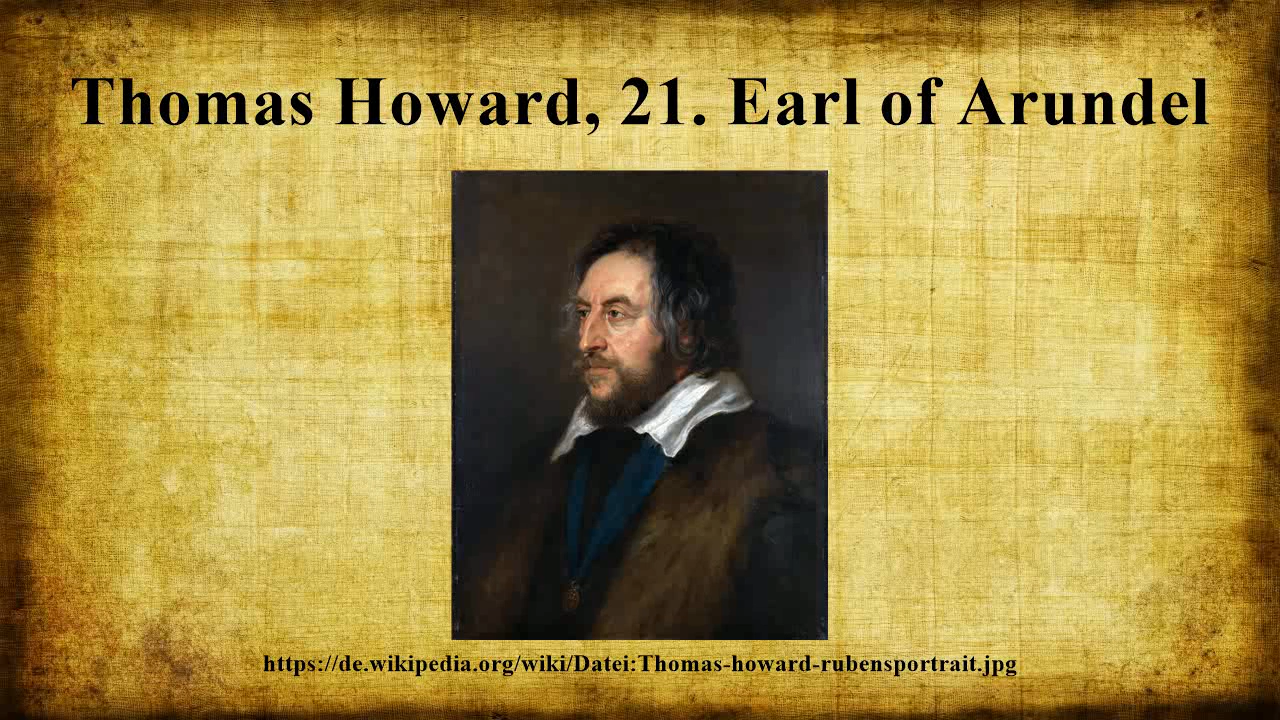 Thomas Howard, 21. Earl of Arundel
https://de.wikipedia.org/wiki/Datei:Thomas-howard-rubensportrait.jpg